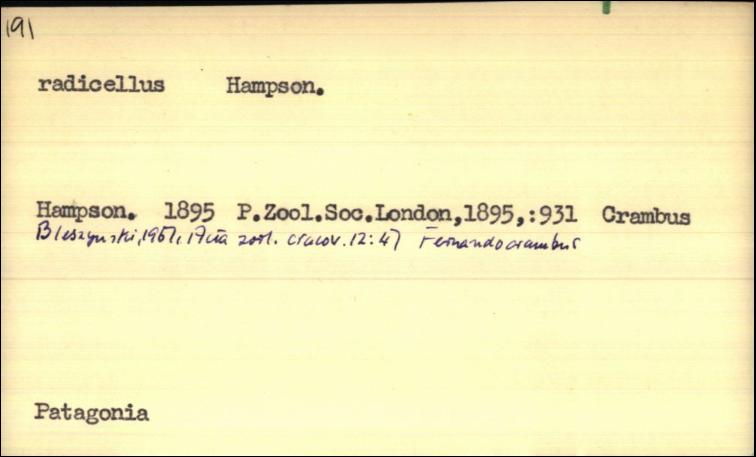 191
radicellus Hampson.
Hampson. 1895 P.Zool.Soc.London,1895,:931 Crambus
Bleszynski, 1967, Acta zool. cracov. 12:47 Fernandocrambus
Patagonia